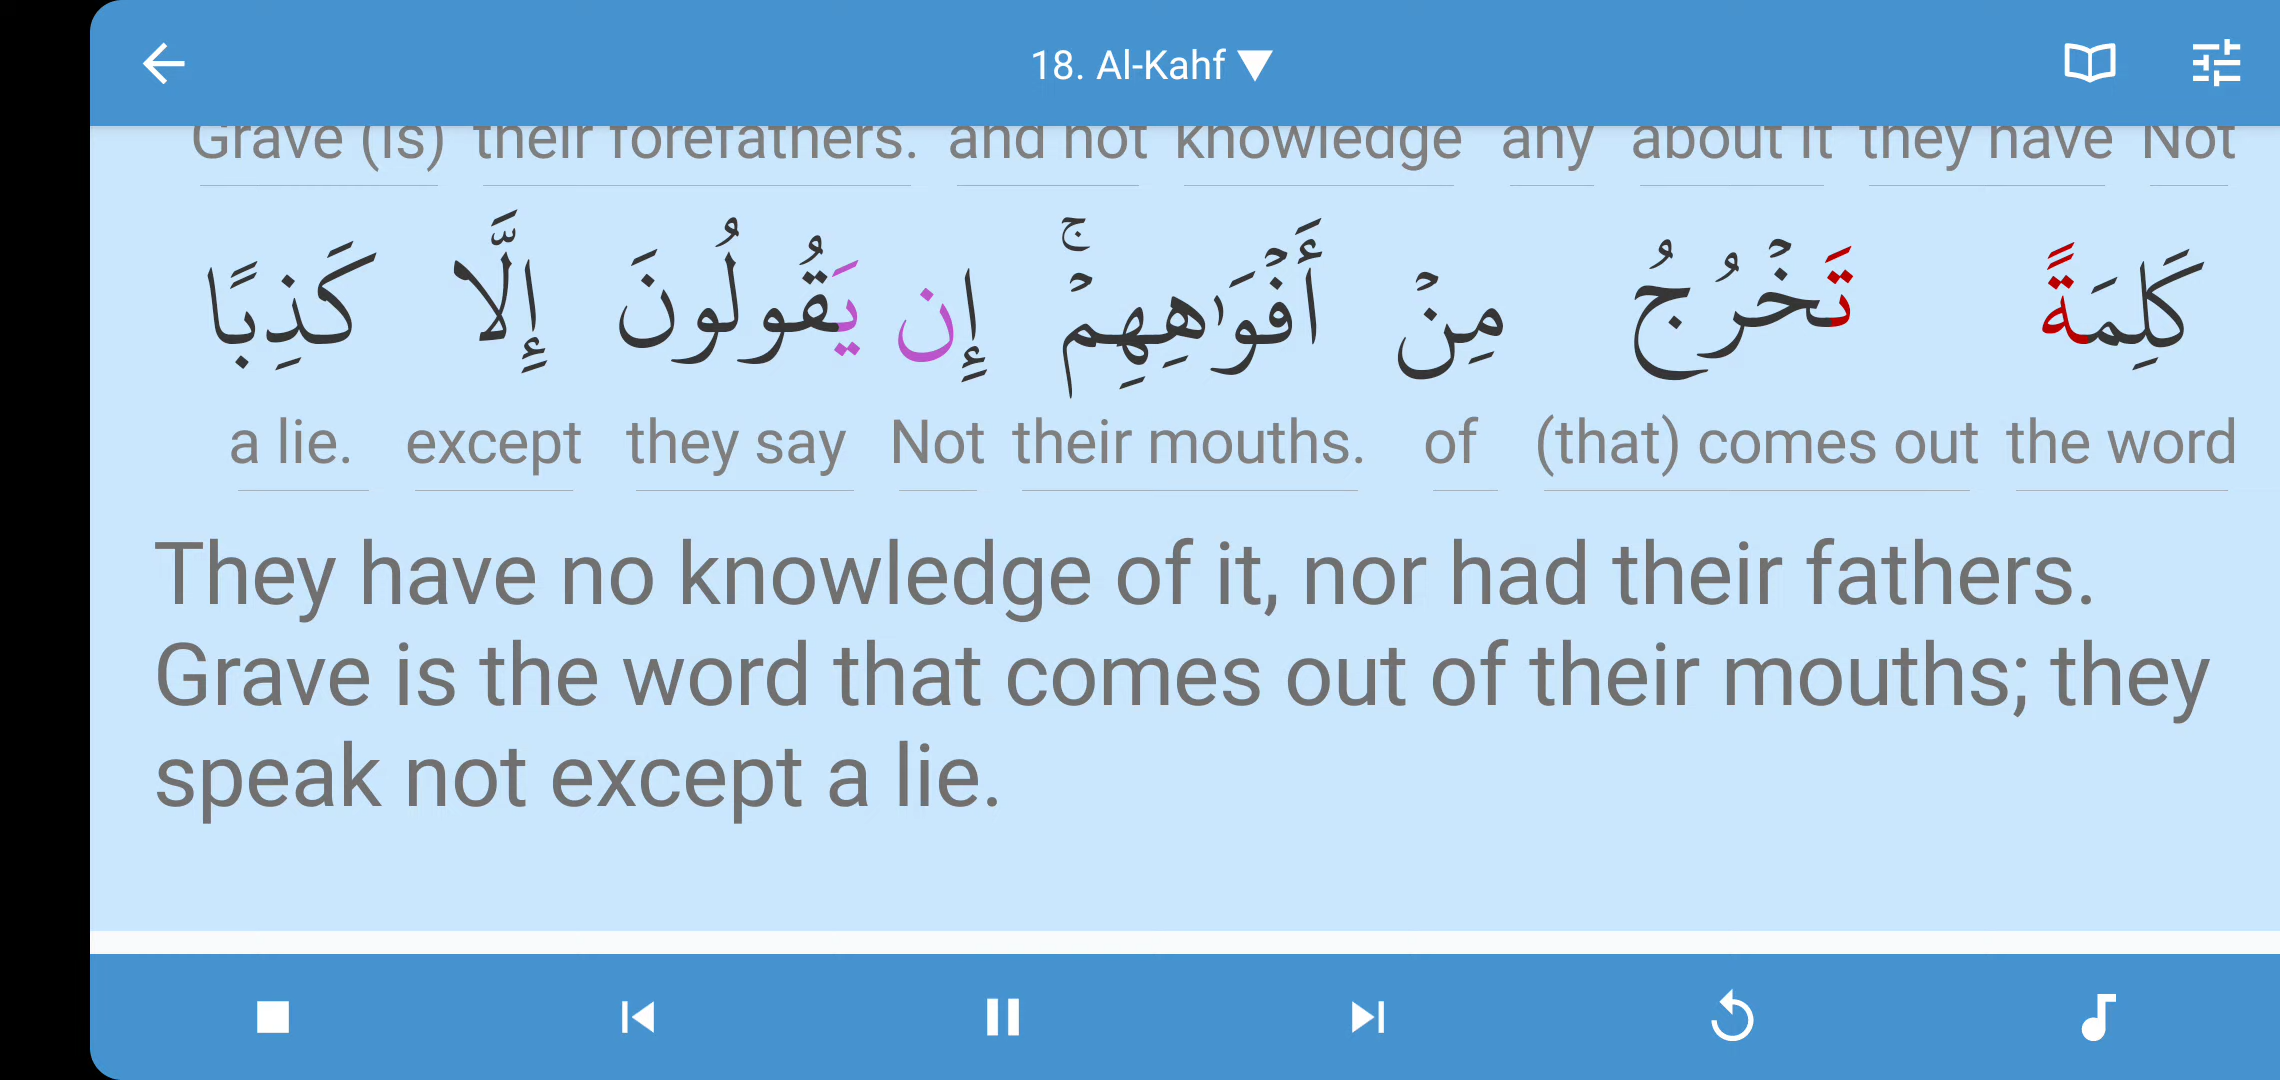 18. Al-Kahf
Not they have about it any knowledge and not their forefathers. Grave (is)
كَلِمَةً تَخْرُجُ مِنْ أَفْوَٰهِهِمْ ۚ إِن يَقُولُونَ إِلَّا كَذِبًا
the word (that) comes out of their mouths. Not they say except a lie.
They have no knowledge of it, nor had their fathers.
Grave is the word that comes out of their mouths; they
speak not except a lie.